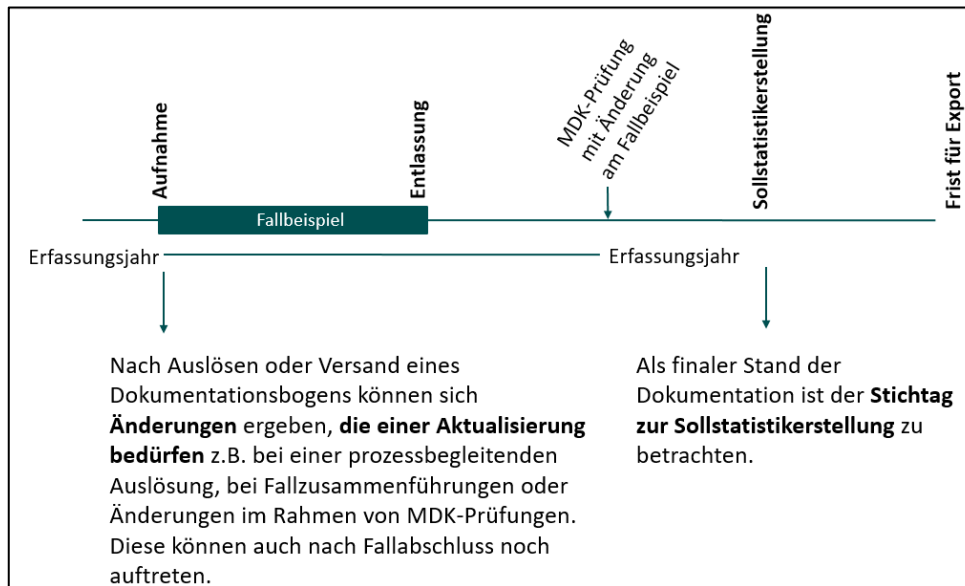 Aufnahme
Entlassung
MDK-Prüfung
mit Änderung
am Fallbeispiel
Sollstatistikerstellung
Frist für Export
Fallbeispiel
Erfassungsjahr
Erfassungsjahr
Nach Auslösen oder Versand eines
Dokumentationsbogens können sich
Änderungen ergeben, die einer Aktualisierung
bedürfen z.B. bei einer prozessbegleitenden
Auslösung, bei Fallzusammenführungen oder
Änderungen im Rahmen von MDK-Prüfungen.
Diese können auch nach Fallabschluss noch
auftreten.
Als finaler Stand der
Dokumentation ist der Stichtag
zur Sollstatistikerstellung zu
betrachten.